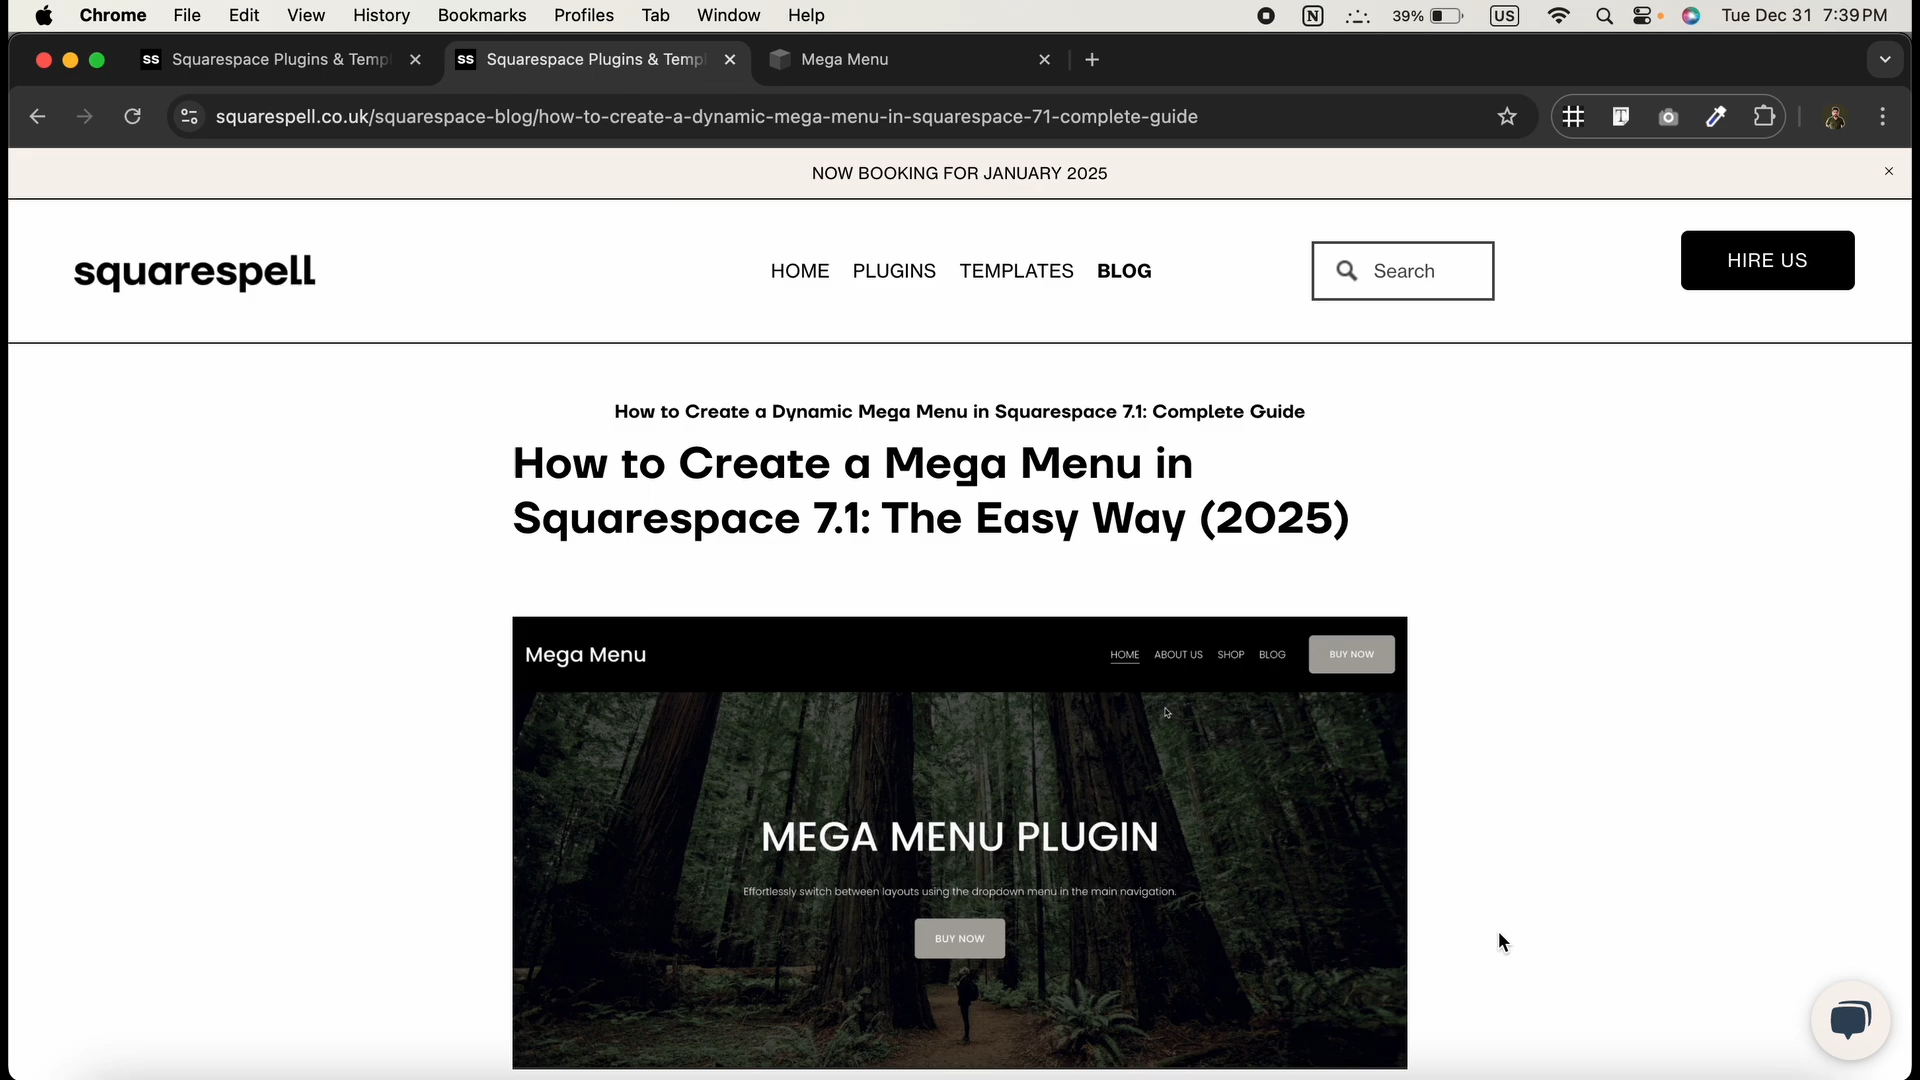 Chrome File Edit View History Bookmarks Profiles Tab Window Help 39% US Tue Dec 31 7:39 PM
ss Squarespace Plugins & Templ ss Squarespace Plugins & Templ Mega Menu
squarespell.co.uk/squarespace-blog/how-to-create-a-dynamic-mega-menu-in-squarespace-71-complete-guide
NOW BOOKING FOR JANUARY 2025
squarespell HOME PLUGINS TEMPLATES BLOG Search HIRE US
How to Create a Dynamic Mega Menu in Squarespace 7.1: Complete Guide
How to Create a Mega Menu in
Squarespace 7.1: The Easy Way (2025)
Mega Menu HOME ABOUT US SHOP BLOG BUY NOW
MEGA MENU PLUGIN
Effortlessly switch between layouts using the dropdown menu in the main navigation.
BUY NOW